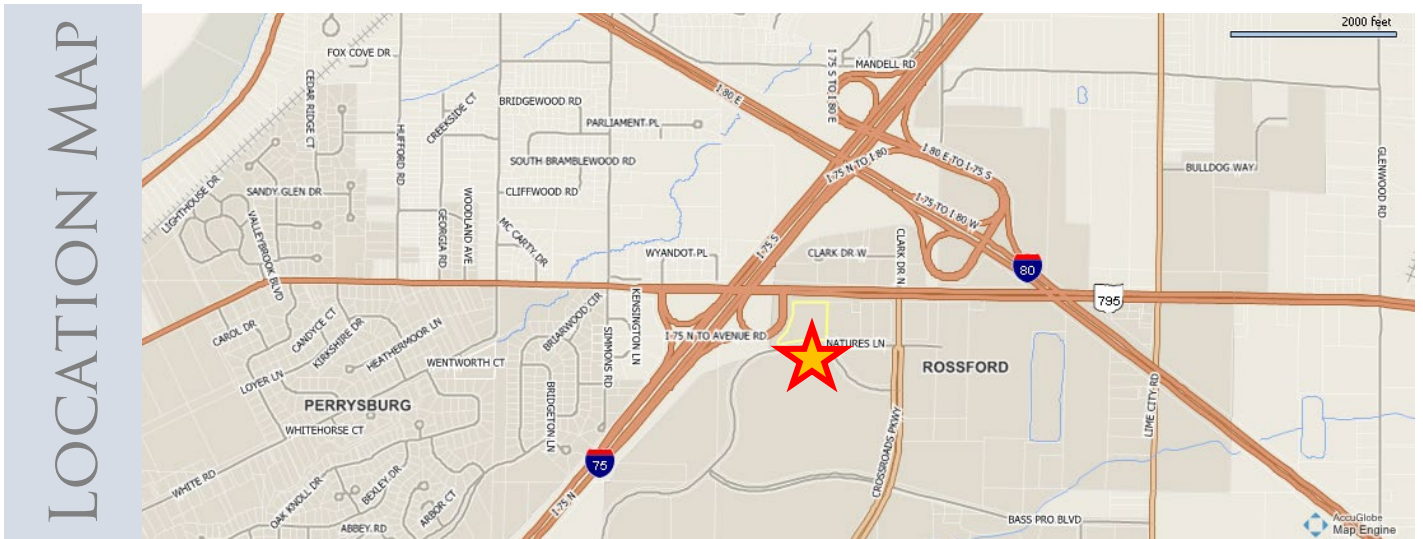 LOCATION MAP
2000 feet
FOX COVE DR
CEDAR RIDGE CT
HUFFORD RD
CREEKSIDE CT
BRIDGEWOOD RD
PARLIAMENT PL
I 80 E
I 75 S TO I 80 E
MANDELL RD
I 75 N TO I 80
I 80 E TO I 75 S
I-75 TO I 80 W
BULLDOG WAY
GLENWOOD RD
SOUTH BRAMBLEWOOD RD
CLIFFWOOD RD
LIGHTHOUSE DR
SANDY GLEN DR
VALLEYBROOK BLVD
GEORGIA RD
WOODLAND AVE
MC CARTY DR
WYANDOT PL
I-75 S
CLARK DR W
CLARK DR N
80
795
CAROL DR
CANDYCE CT
KIRKSHIRE DR
HEATHERMOOR LN
LOYER LN
WENTWORTH CT
BRIARWOOD CIR
KENSINGTON LN
SIMMONS RD
BRIDGETON LN
I-75 N TO AVENUE RD
NATURES LN
ROSSFORD
PERRYSBURG
WHITEHORSE CT
WHITE RD
OAK KNOLL DR
BEXLEY DR
ARBOR CT
ABBEY RD
75
I-75 N
CROSSROADS PKWY
LIME CITY RD
BASS PRO BLVD
AccuGlobe
Map Engine